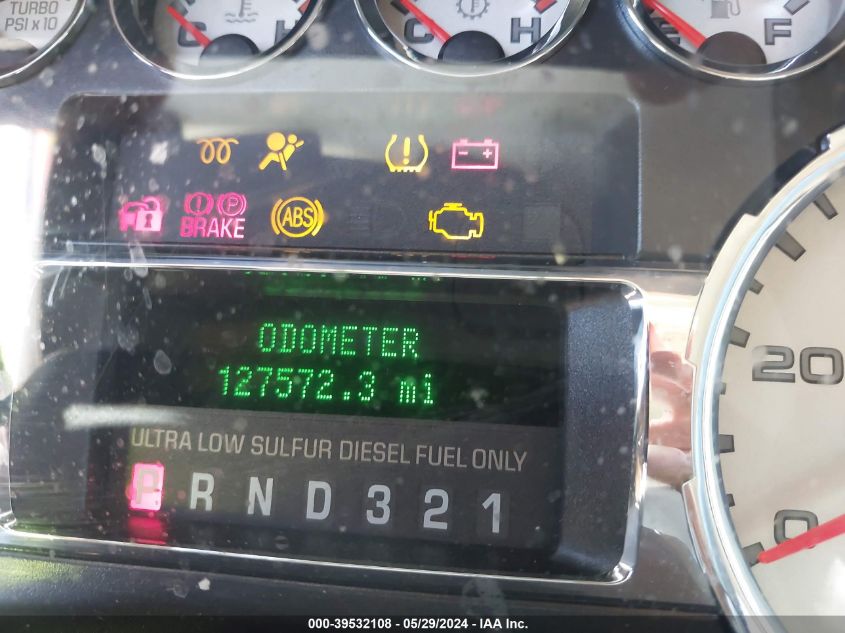 TURBO
PSI x 10
C
H
C
H
TURBO
E
F
BRAKE
P
ABS
ODOMETER
127572.3 mi
20
ULTRA LOW SULFUR DIESEL FUEL ONLY
P R N D 3 2 1
0
000-39532108 - 05/29/2024 - IAA Inc.